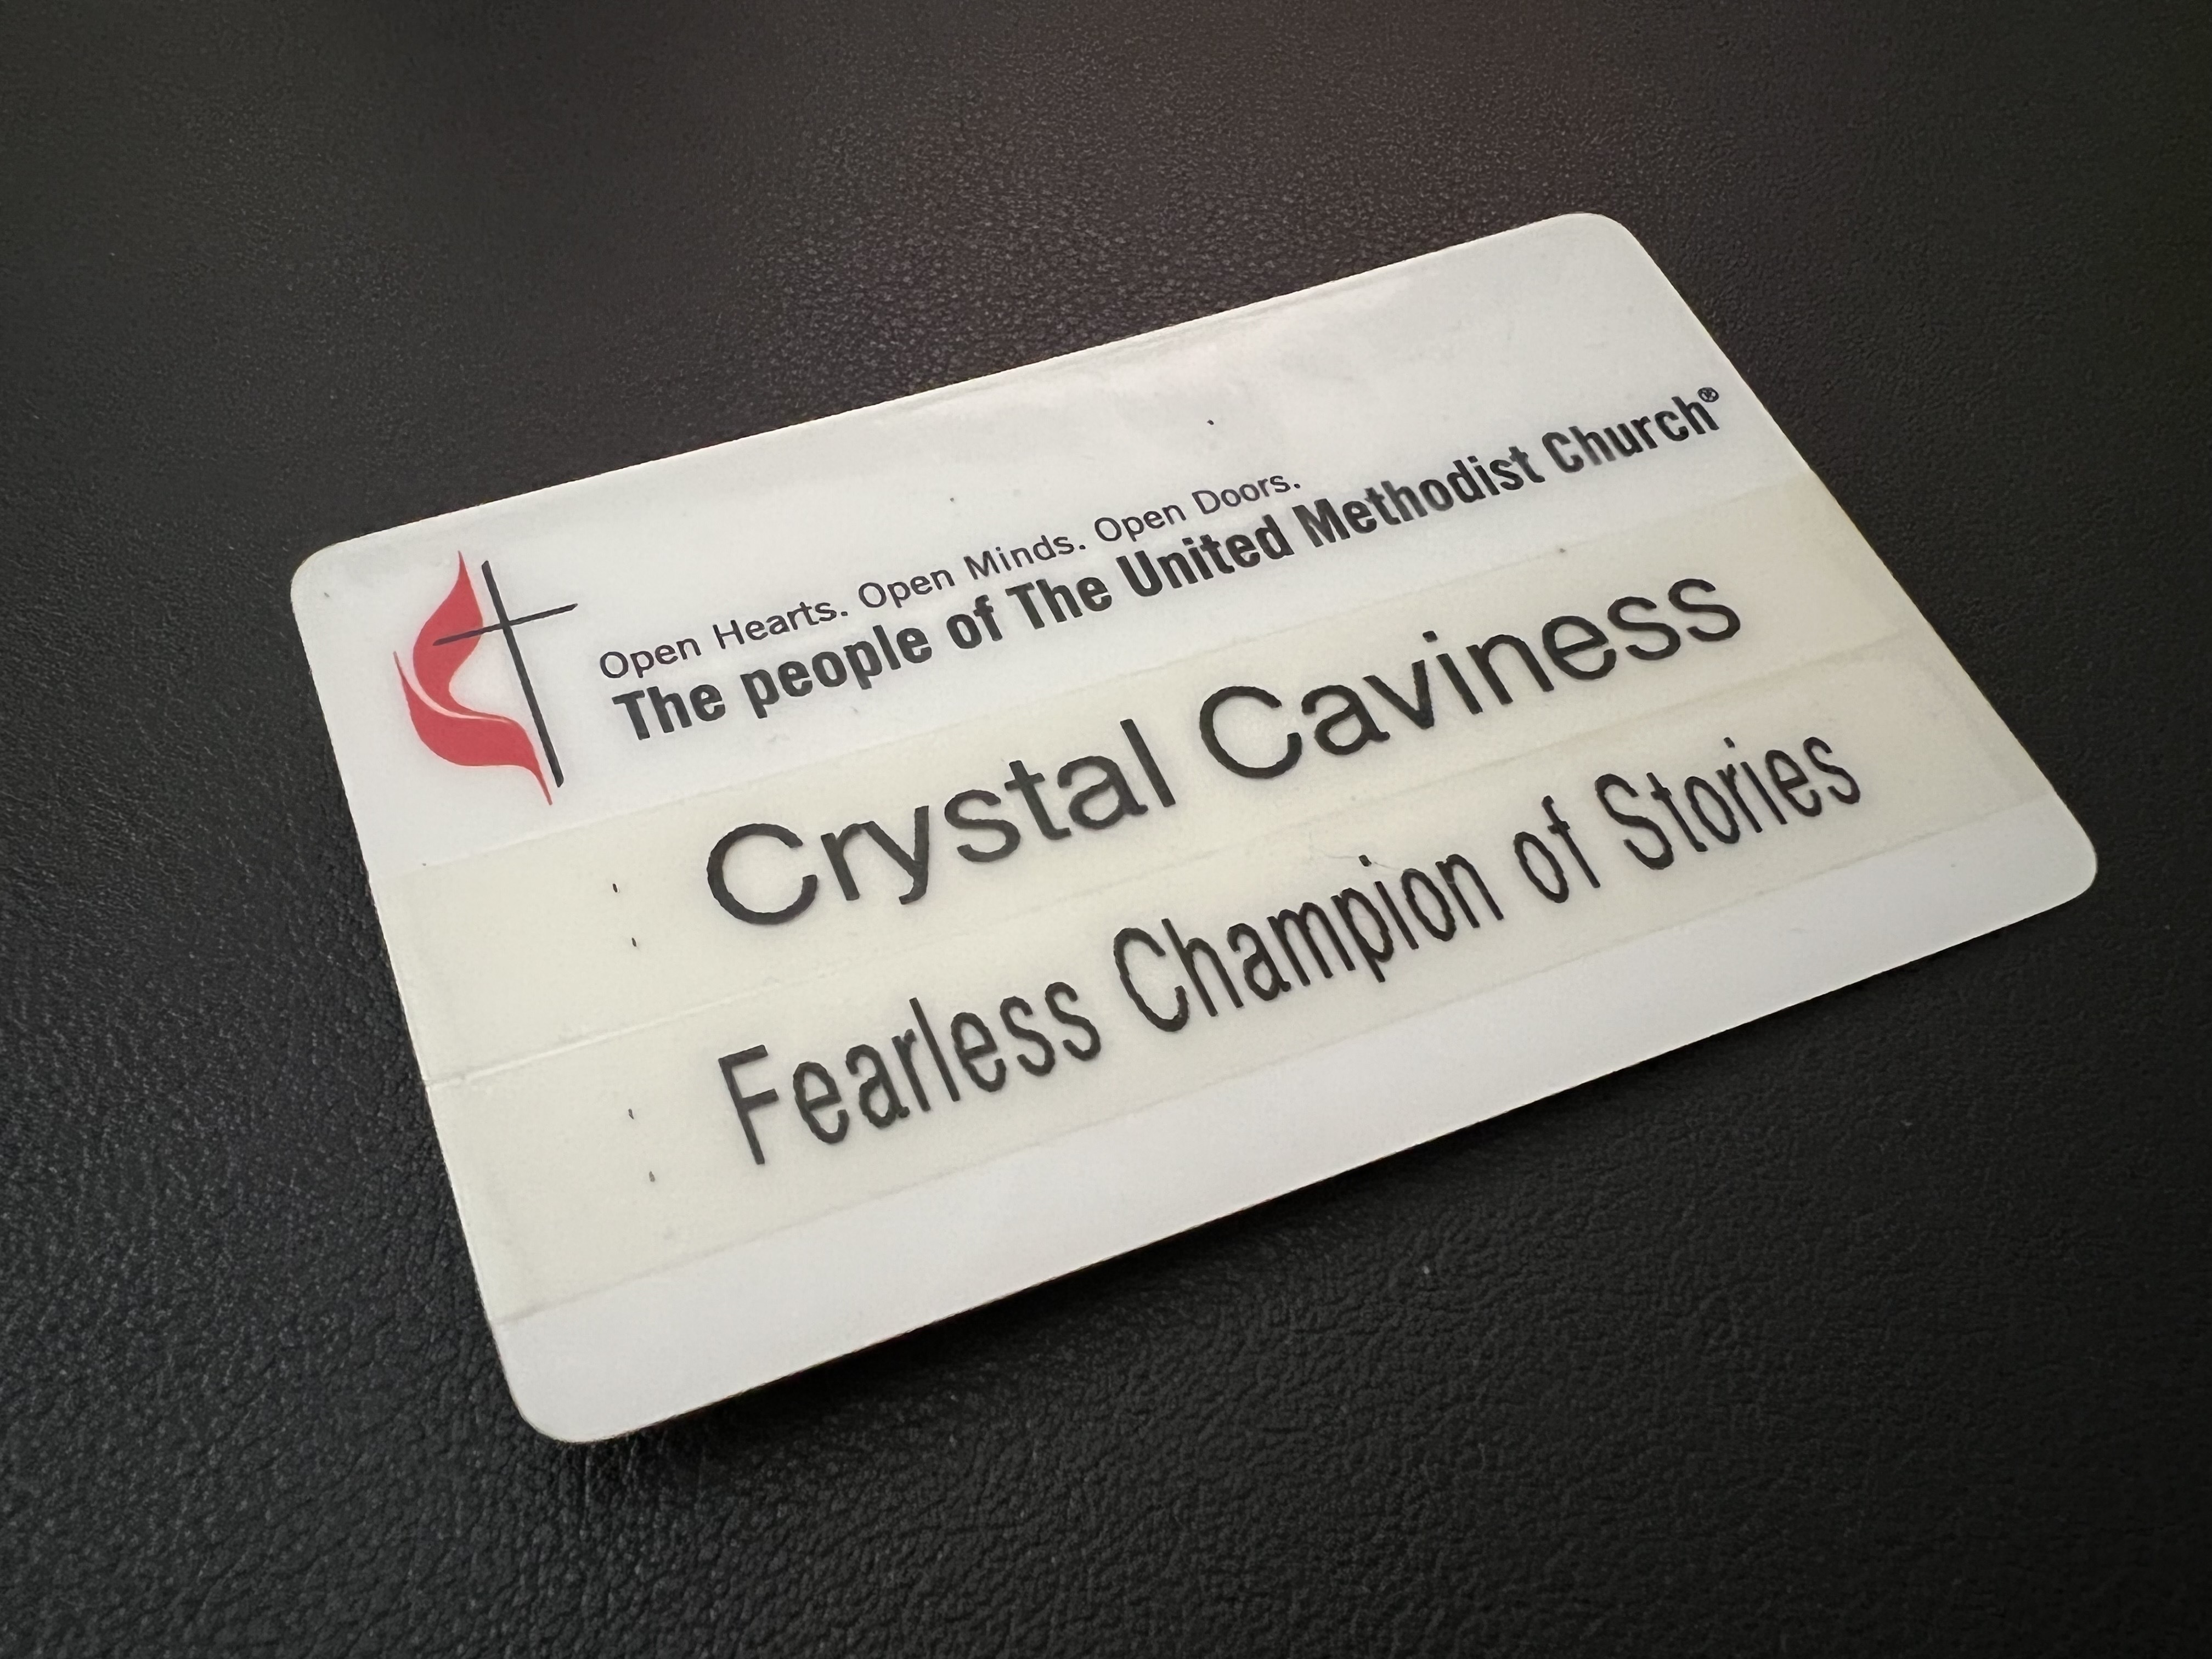 Open Hearts. Open Minds. Open Doors.
The people of The United Methodist Church®
Crystal Caviness
Fearless Champion of Stories